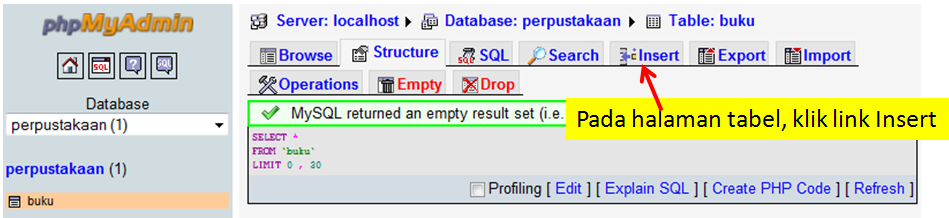 phpMyAdmin
SQL
Database
perpustakaan (1)
perpustakaan (1)
buku
Server: localhost Database: perpustakaan Table: buku
Browse Structure SQL Search Insert Export Import
Operations Empty Drop
MySQL returned an empty result set (i.e.
Pada halaman tabel, klik link Insert
SELECT *
FROM `buku`
LIMIT 0 , 30
Profiling [ Edit ] [ Explain SQL ] [ Create PHP Code ] [ Refresh ]